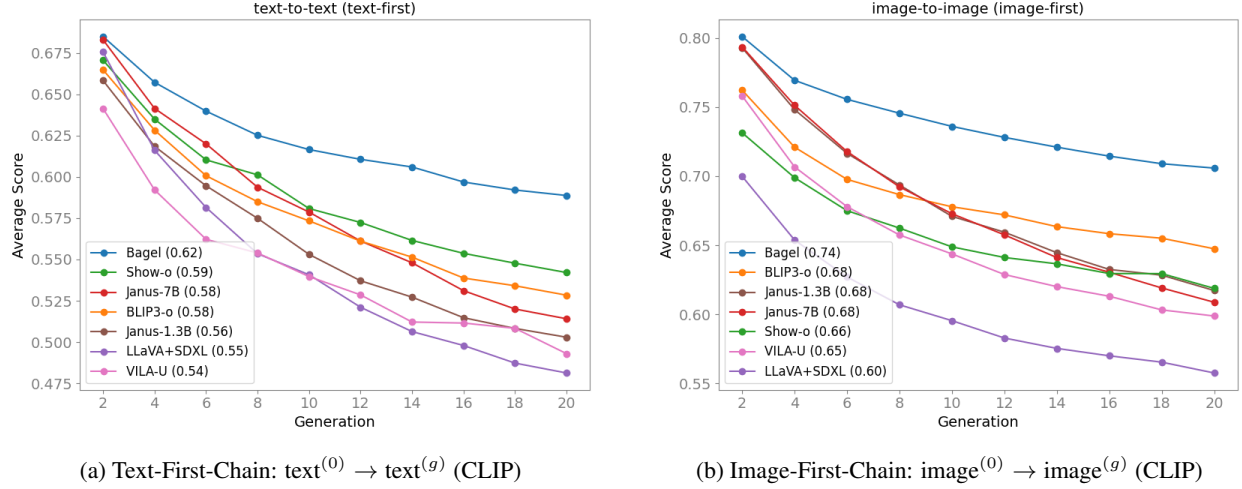 text-to-text (text-first)
0.675
0.650
0.625
0.600
0.575
0.550
0.525
0.500
0.475
Average Score
Bagel (0.62)
Show-o (0.59)
Janus-7B (0.58)
BLIP3-o (0.58)
Janus-1.3B (0.56)
LLaVA+SDXL (0.55)
VILA-U (0.54)
2 4 6 8 10 12 14 16 18 20
Generation
(a) Text-First-Chain: text⁽⁰⁾ → text⁽ᵍ⁾ (CLIP)
image-to-image (image-first)
0.80
0.75
0.70
0.65
0.60
0.55
Average Score
Bagel (0.74)
BLIP3-o (0.68)
Janus-1.3B (0.68)
Janus-7B (0.68)
Show-o (0.66)
VILA-U (0.65)
LLaVA+SDXL (0.60)
2 4 6 8 10 12 14 16 18 20
Generation
(b) Image-First-Chain: image⁽⁰⁾ → image⁽ᵍ⁾ (CLIP)